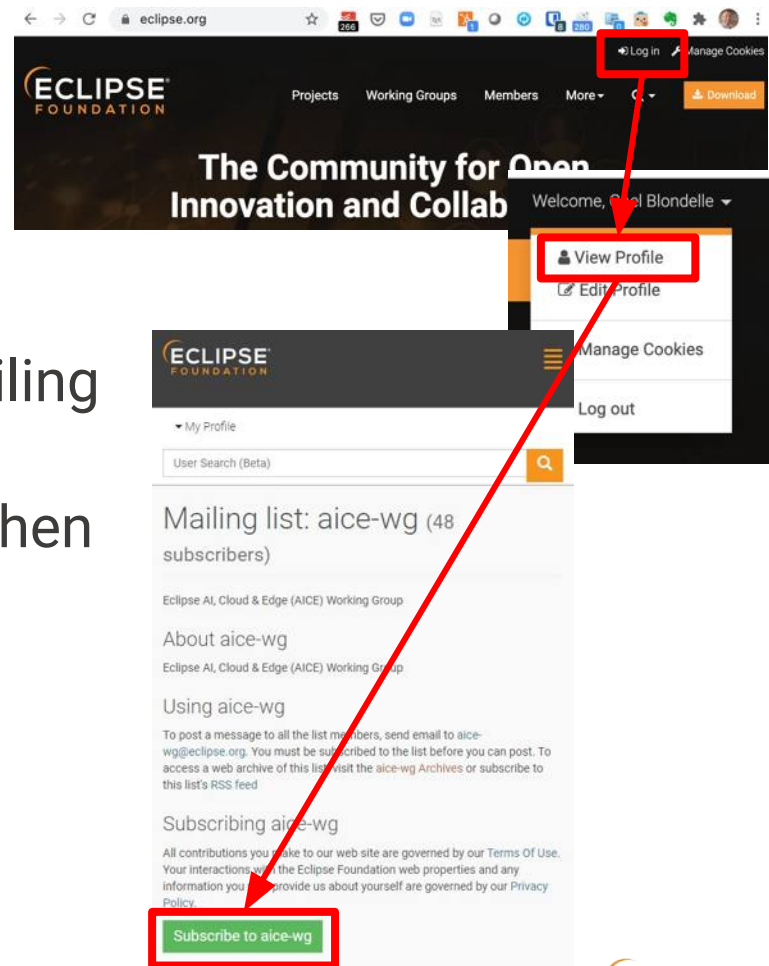 eclipse.org
266
1
8
280
0
Log in Manage Cookies
ECLIPSE
FOUNDATION
Projects Working Groups Members More Download
The Community for Open
Innovation and Collab
Welcome, Blondelle
View Profile
Edit Profile
Manage Cookies
Log out
iling
hen
ECLIPSE
FOUNDATION
My Profile
User Search (Beta)
Mailing list: aice-wg (48
subscribers)
Eclipse AI, Cloud & Edge (AICE) Working Group
About aice-wg
Eclipse AI, Cloud & Edge (AICE) Working Group
Using aice-wg
To post a message to all the list members, send email to aice-
wg@eclipse.org. You must be subscribed to the list before you can post. To
access a web archive of this list, visit the aice-wg Archives or subscribe to
this list's RSS feed
Subscribing aice-wg
All contributions you make to our web site are governed by our Terms Of Use.
Your interactions with the Eclipse Foundation web properties and any
information you provide us about yourself are governed by our Privacy
Policy.
Subscribe to aice-wg